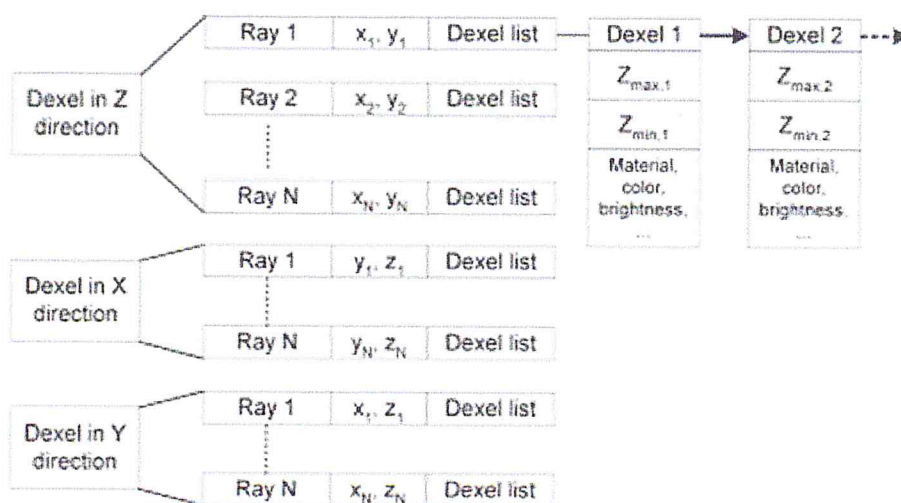 Ray 1 x₁, y₁ Dexel list Dexel 1 Dexel 2
Dexel in Z
direction
Zmax,1 Zmax,2
Ray 2 x₂, y₂ Dexel list
Zmin,1 Zmin,2
Material,
color,
brightness,
...
Material,
color,
brightness,
...
Ray N xN, yN Dexel list
Dexel in X
direction
Ray 1 y₁, z₁ Dexel list
Ray N yN, zN Dexel list
Dexel in Y
direction
Ray 1 x₁, z₁ Dexel list
Ray N xN, zN Dexel list